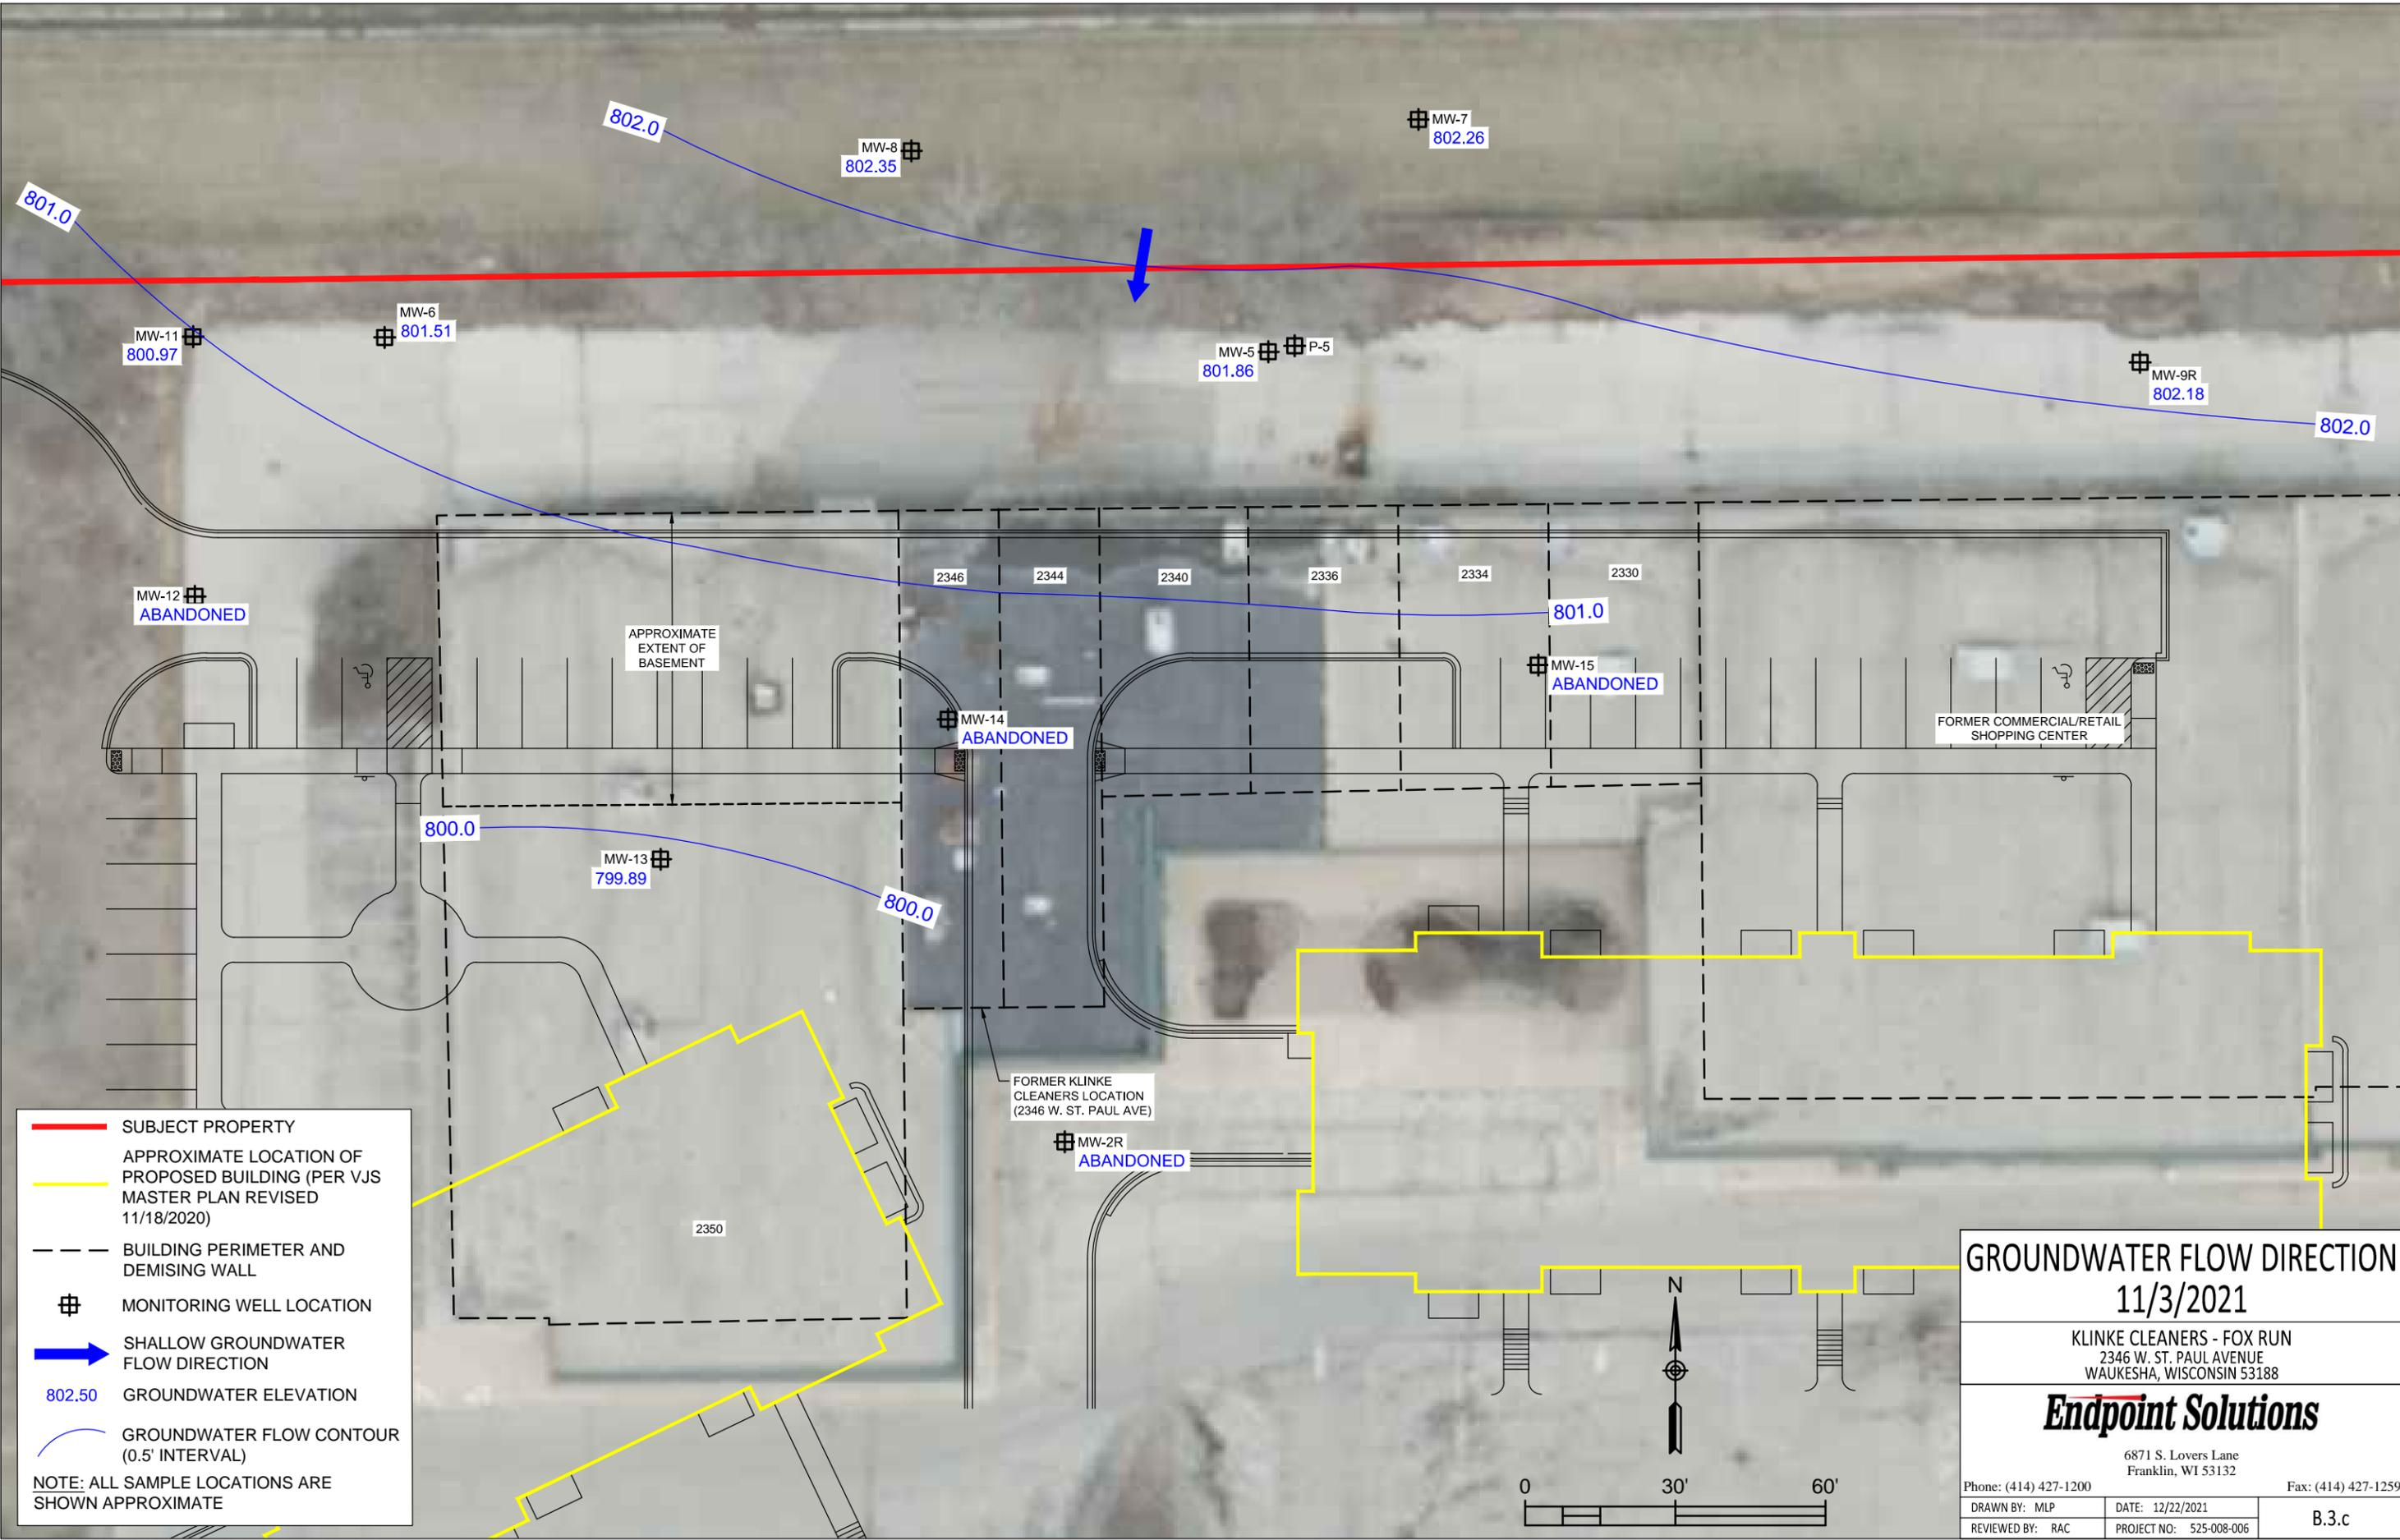 802.0
MW-7
802.26
MW-8
802.35
801.0
MW-6
801.51
MW-11
800.97
MW-5
801.86
P-5
MW-9R
802.18
802.0
MW-12
ABANDONED
2346
2344
2340
2336
2334
2330
801.0
APPROXIMATE
EXTENT OF
BASEMENT
MW-15
ABANDONED
MW-14
ABANDONED
FORMER COMMERCIAL/RETAIL
SHOPPING CENTER
800.0
MW-13
799.89
800.0
FORMER KLINKE
CLEANERS LOCATION
(2346 W. ST. PAUL AVE)
MW-2R
ABANDONED
2350
SUBJECT PROPERTY
APPROXIMATE LOCATION OF
PROPOSED BUILDING (PER VJS
MASTER PLAN REVISED
11/18/2020)
BUILDING PERIMETER AND
DEMISING WALL
MONITORING WELL LOCATION
SHALLOW GROUNDWATER
FLOW DIRECTION
802.50 GROUNDWATER ELEVATION
GROUNDWATER FLOW CONTOUR
(0.5' INTERVAL)
NOTE: ALL SAMPLE LOCATIONS ARE
SHOWN APPROXIMATE
N
0 30' 60'
GROUNDWATER FLOW DIRECTION
11/3/2021
KLINKE CLEANERS - FOX RUN
2346 W. ST. PAUL AVENUE
WAUKESHA, WISCONSIN 53188
Endpoint Solutions
6871 S. Lovers Lane
Franklin, WI 53132
Phone: (414) 427-1200 Fax: (414) 427-1259
DRAWN BY: MLP DATE: 12/22/2021
REVIEWED BY: RAC PROJECT NO: 525-008-006
B.3.c